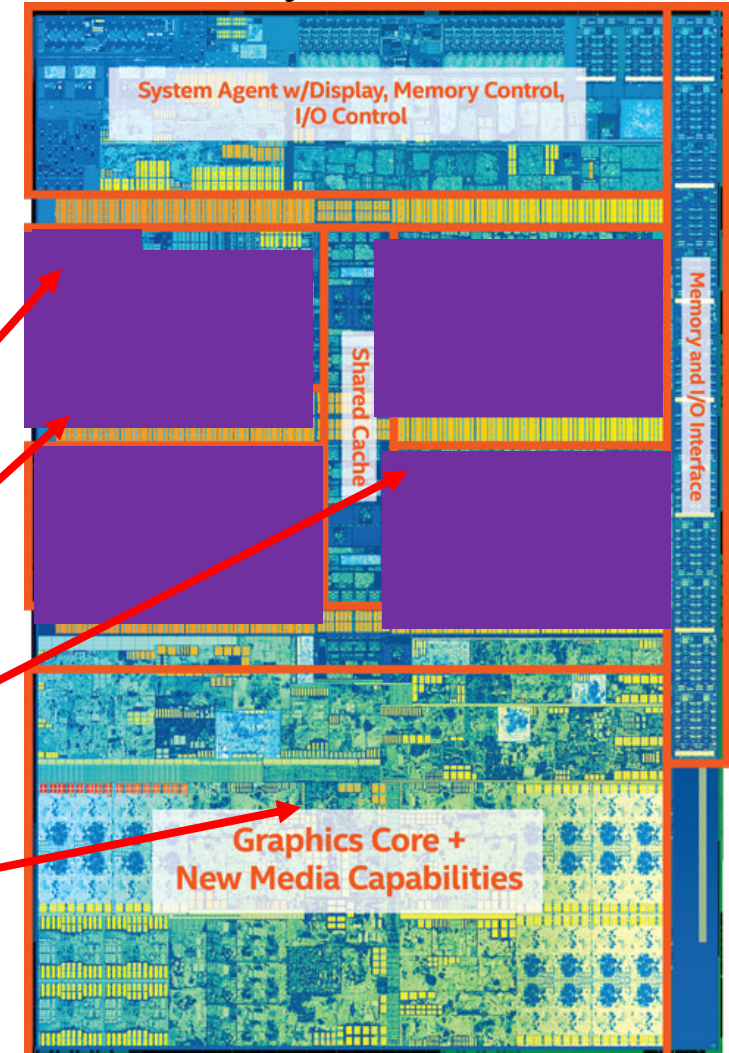 System Agent w/Display, Memory Control,
I/O Control
Shared Cache
Memory and I/O Interface
Graphics Core +
New Media Capabilities